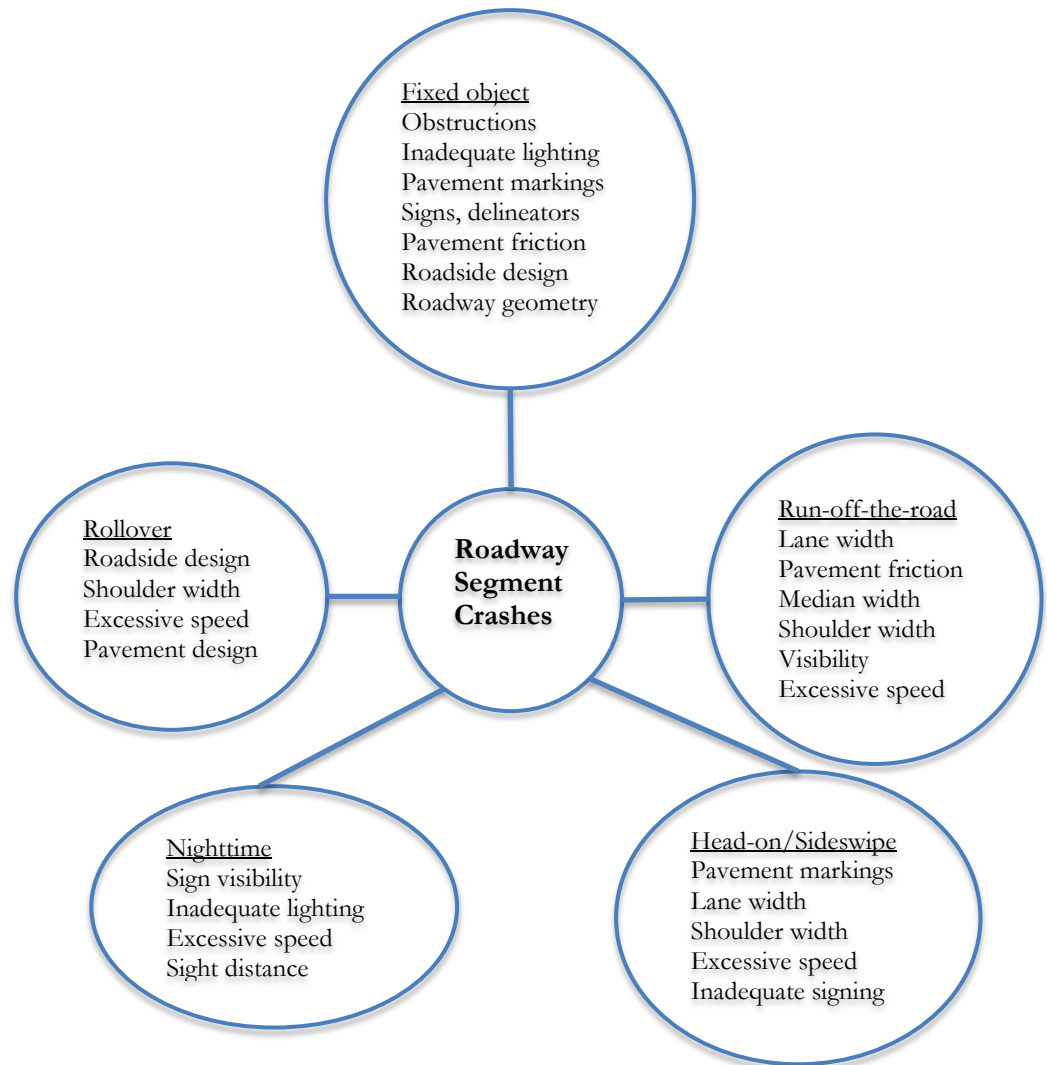 Fixed object
Obstructions
Inadequate lighting
Pavement markings
Signs, delineators
Pavement friction
Roadside design
Roadway geometry
Rollover
Roadside design
Shoulder width
Excessive speed
Pavement design
Roadway
Segment
Crashes
Run-off-the-road
Lane width
Pavement friction
Median width
Shoulder width
Visibility
Excessive speed
Nighttime
Sign visibility
Inadequate lighting
Excessive speed
Sight distance
Head-on/Sideswipe
Pavement markings
Lane width
Shoulder width
Excessive speed
Inadequate signing